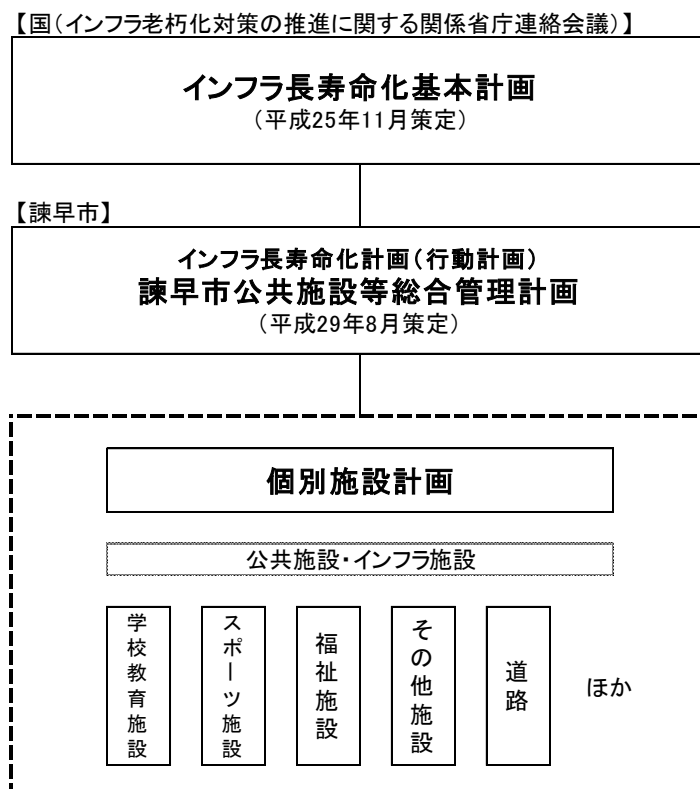 【国（インフラ老朽化対策の推進に関する関係省庁連絡会議）】
インフラ長寿命化基本計画
（平成25年11月策定）
【諫早市】
インフラ長寿命化計画（行動計画）
諫早市公共施設等総合管理計画
（平成29年8月策定）
個別施設計画
公共施設・インフラ施設
学校教育施設
スポーツ施設
福祉施設
その他施設
道路
ほか